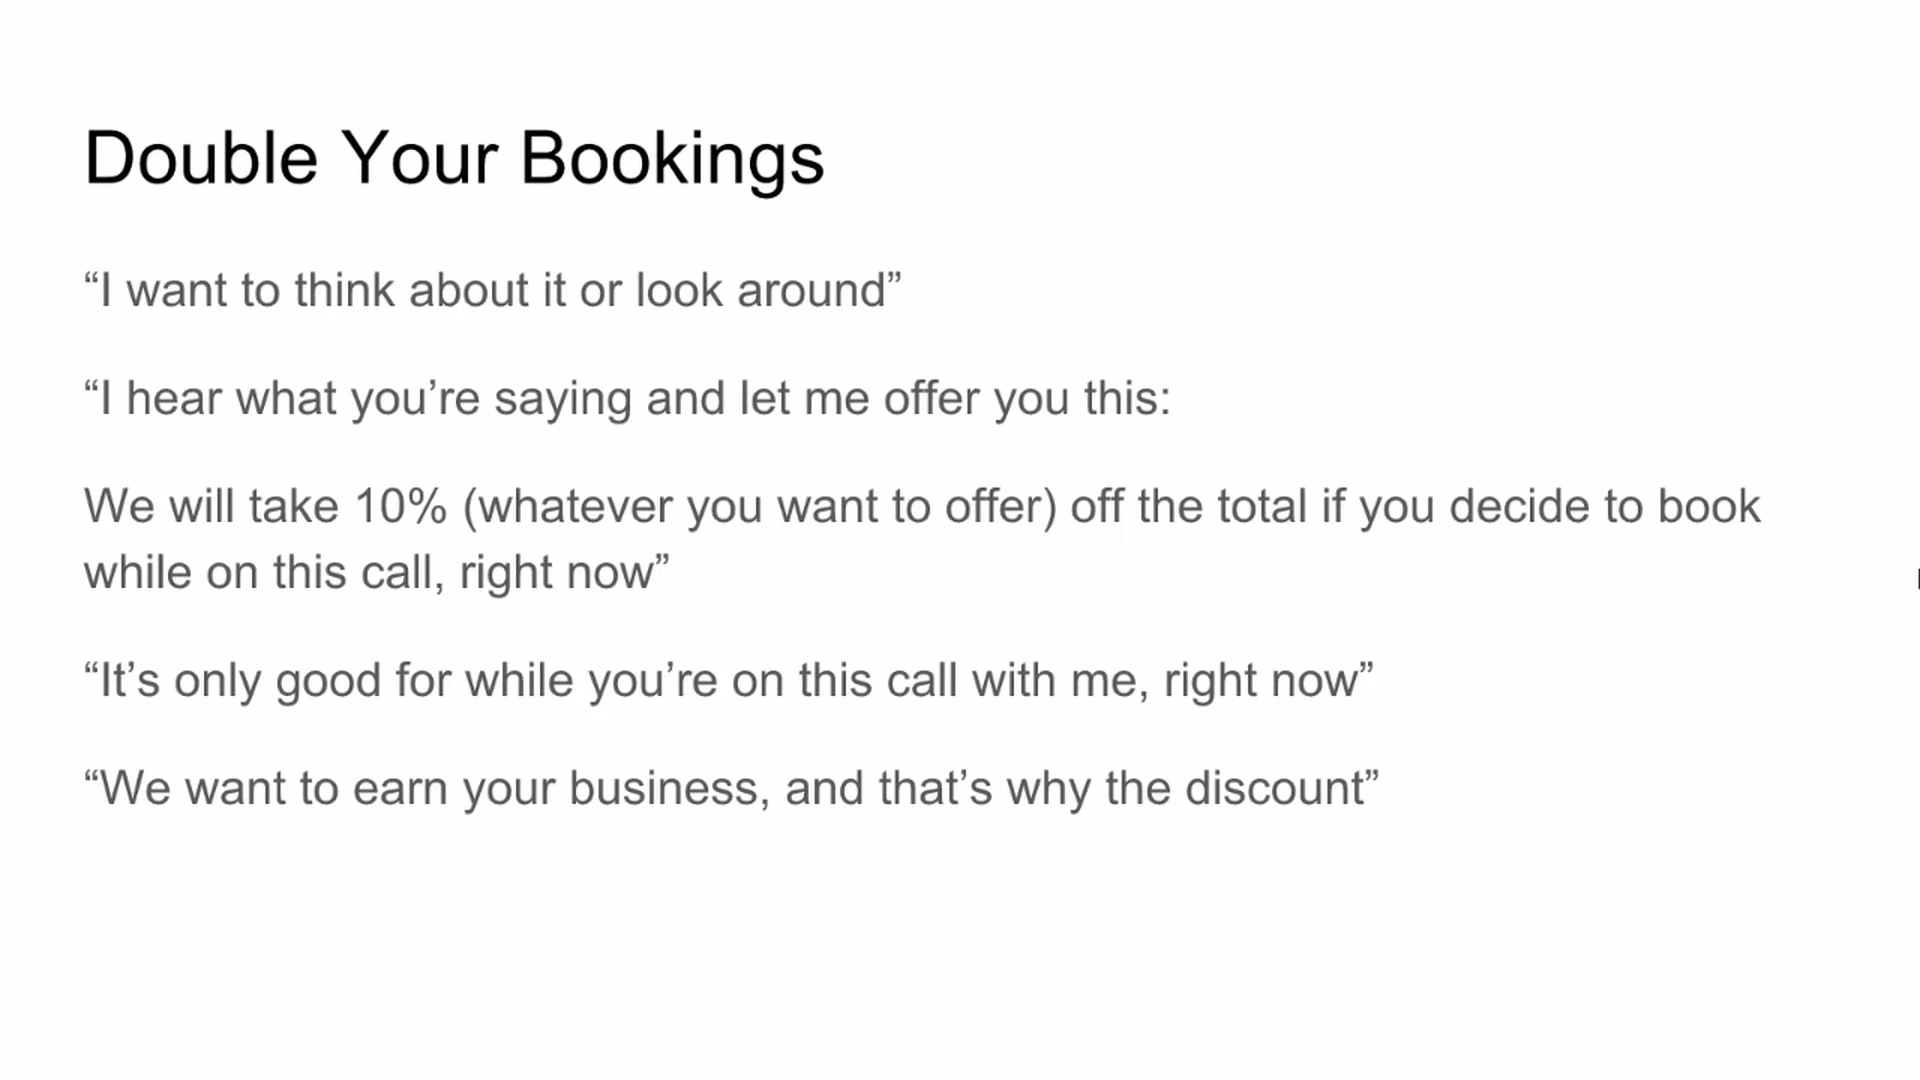 Double Your Bookings
“I want to think about it or look around”
“I hear what you’re saying and let me offer you this:
We will take 10% (whatever you want to offer) off the total if you decide to book
while on this call, right now”
“It’s only good for while you’re on this call with me, right now”
“We want to earn your business, and that’s why the discount”